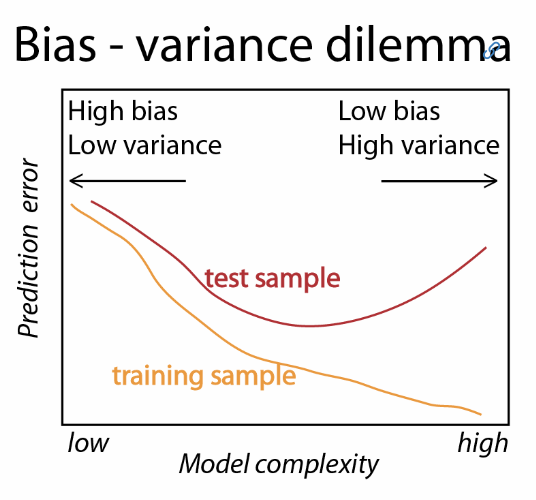 Bias - variance dilemma
High bias
Low variance
Low bias
High variance
Prediction error
test sample
training sample
low
high
Model complexity